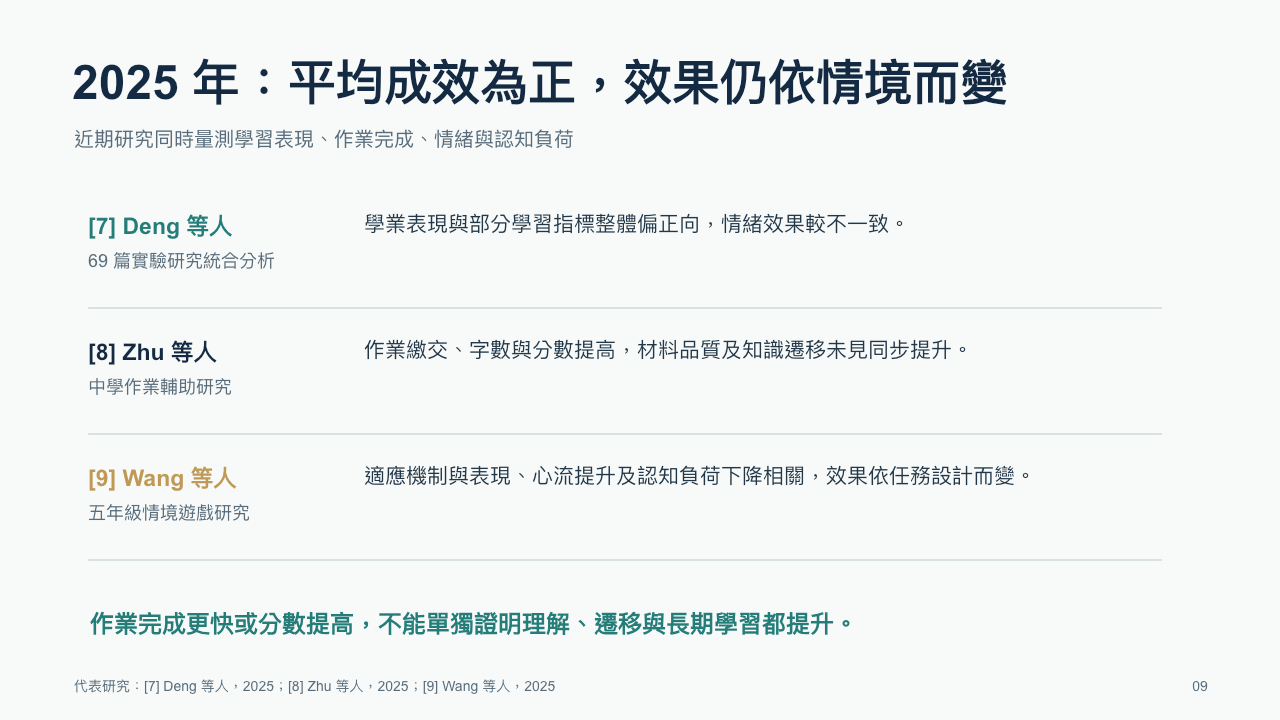 2025 年：平均成效為正，效果仍依情境而變
近期研究同時量測學習表現、作業完成、情緒與認知負荷
[7] Deng 等人
學業表現與部分學習指標整體偏正向，情緒效果較不一致。
69 篇實驗研究統合分析
[8] Zhu 等人
作業繳交、字數與分數提高，材料品質及知識遷移未見同步提升。
中學作業輔助研究
[9] Wang 等人
適應機制與表現、心流提升及認知負荷下降相關，效果依任務設計而變。
五年級情境遊戲研究
作業完成更快或分數提高，不能單獨證明理解、遷移與長期學習都提升。
代表研究：[7] Deng 等人，2025；[8] Zhu 等人，2025；[9] Wang 等人，2025
09